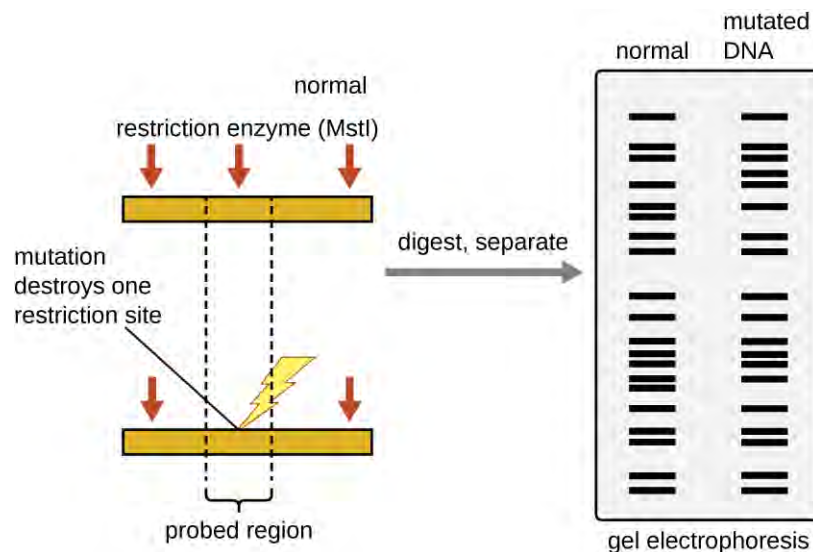 normal
restriction enzyme (MstI)
mutation
destroys one
restriction site
probed region
digest, separate
normal
mutated
DNA
gel electrophoresis